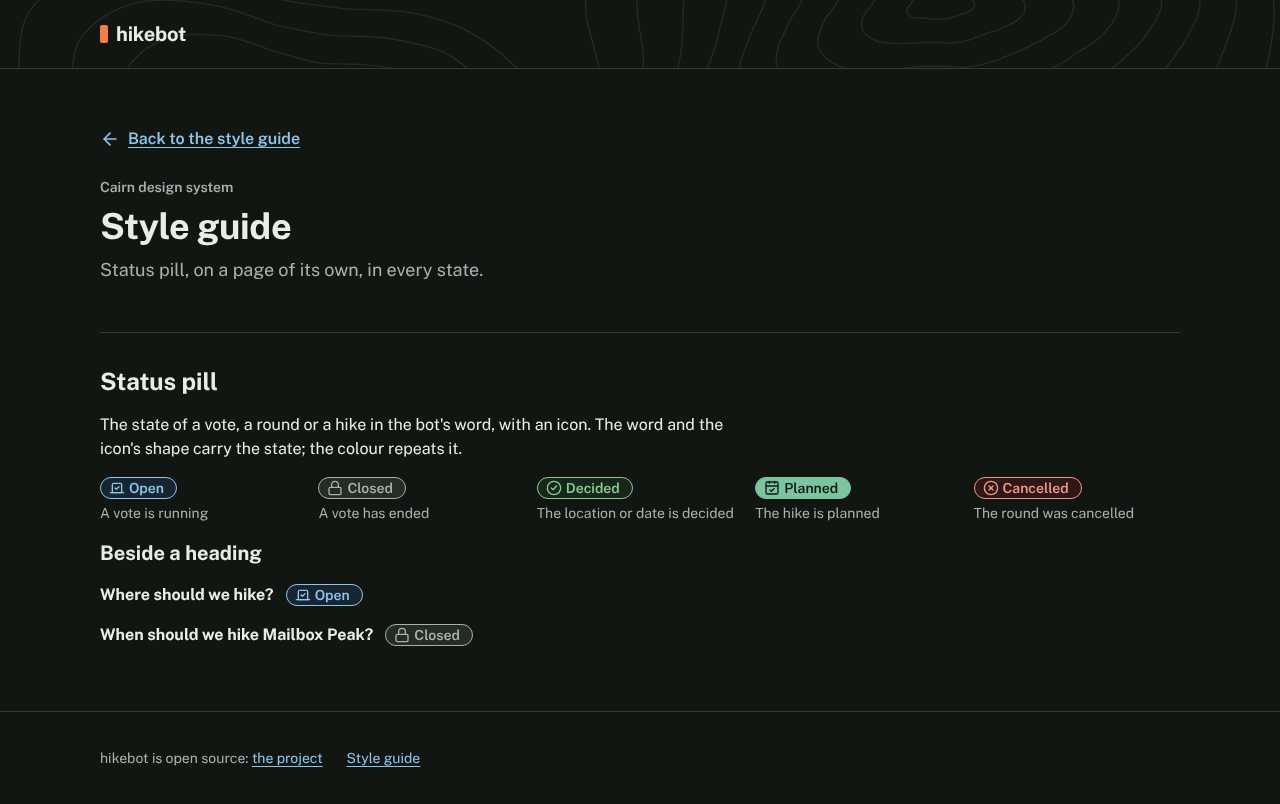 hikebot
Back to the style guide
Cairn design system
Style guide
Status pill, on a page of its own, in every state.
Status pill
The state of a vote, a round or a hike in the bot's word, with an icon. The word and the
icon's shape carry the state; the colour repeats it.
Open
A vote is running
Closed
A vote has ended
Decided
The location or date is decided
Planned
The hike is planned
Cancelled
The round was cancelled
Beside a heading
Where should we hike? Open
When should we hike Mailbox Peak? Closed
hikebot is open source: the project Style guide